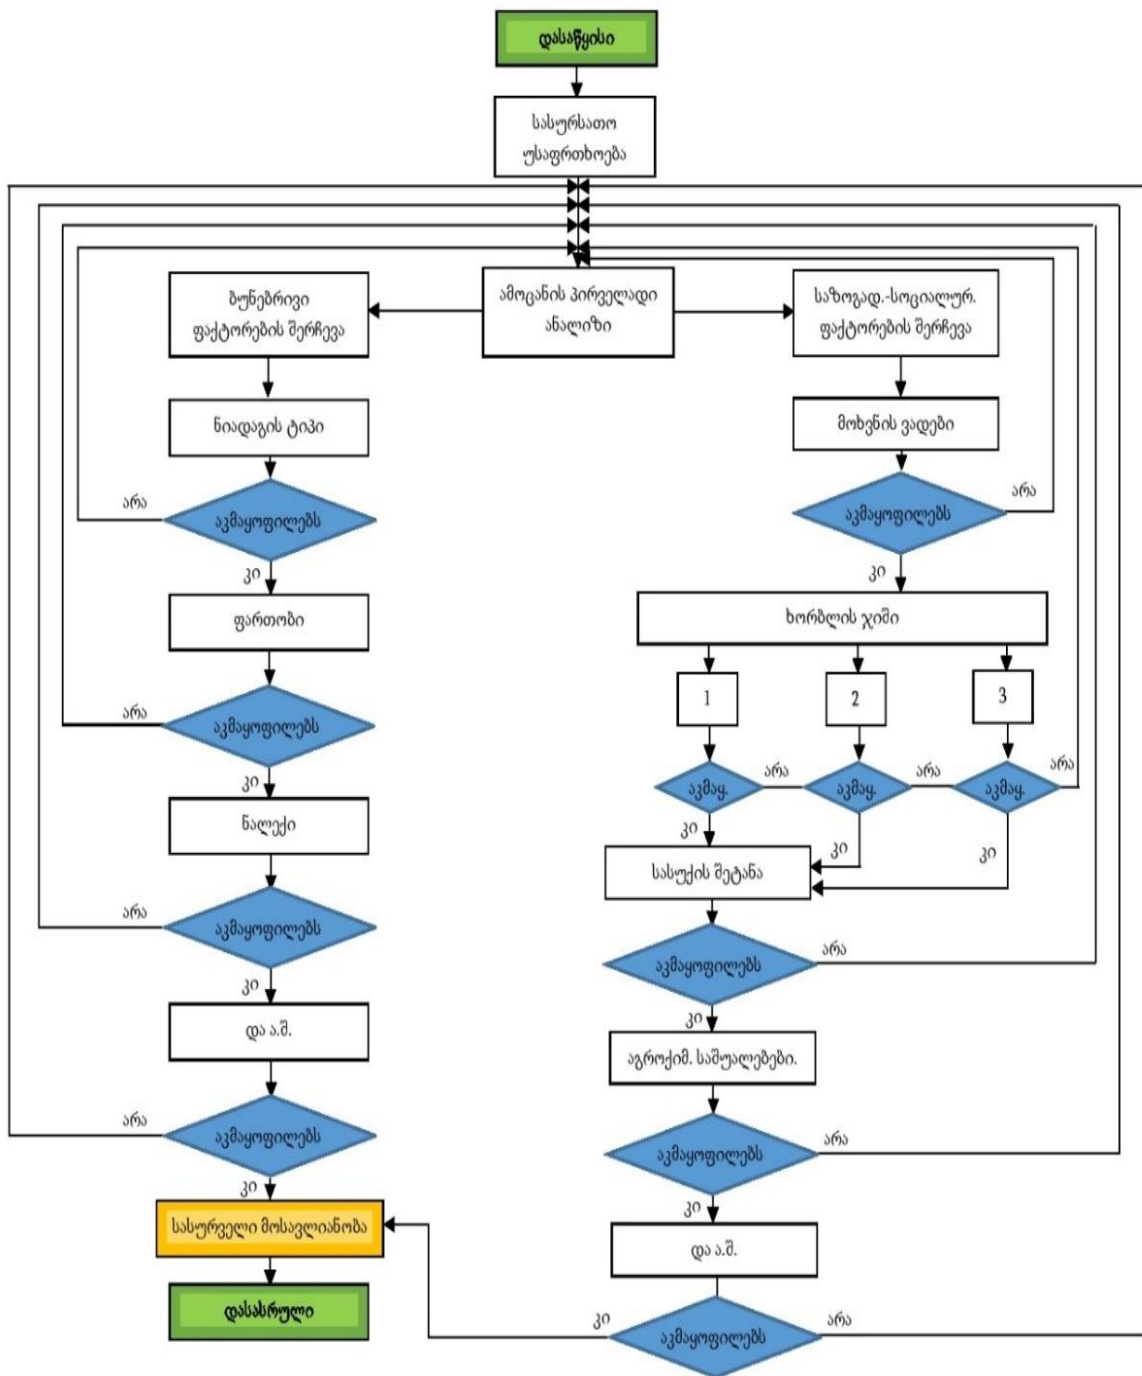 დასაწყისი
სასურსათო
უსაფრთხოება
ამოცანის პირველადი
ანალიზი
ბუნებრივი
ფაქტორების შერჩევა
ნიადაგის ტიპი
არა
აკმაყოფილებს
კი
ფართობი
არა
აკმაყოფილებს
კი
ნალექი
არა
აკმაყოფილებს
კი
და ა.შ.
არა
აკმაყოფილებს
კი
სასურველი მოსავლიანობა
დასასრული
საზოგად.-სოციალურ.
ფაქტორების შერჩევა
მოხვნის ვადები
არა
აკმაყოფილებს
კი
ხორბლის ჯიში
1
2
3
აკმაყ.
არა
აკმაყ.
არა
აკმაყ.
არა
კი
კი
კი
სასუქის შეტანა
აკმაყოფილებს
არა
კი
აგროქიმ. საშუალებები.
აკმაყოფილებს
არა
კი
და ა.შ.
კი
აკმაყოფილებს
არა